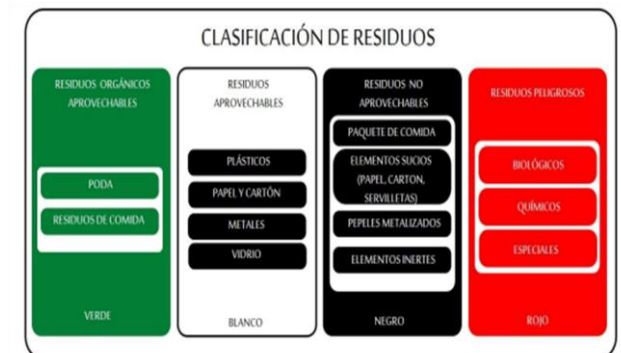 CLASIFICACIÓN DE RESIDUOS
RESIDUOS ORGÁNICOS
APROVECHABLES
PODA
RESIDUOS DE COMIDA
VERDE
RESIDUOS
APROVECHABLES
PLÁSTICOS
PAPEL Y CARTÓN
METALES
VIDRIO
BLANCO
RESIDUOS NO
APROVECHABLES
PAQUETE DE COMIDA
ELEMENTOS SUCIOS
(PAPEL, CARTON,
SERVILLETAS)
PEPELES METALIZADOS
ELEMENTOS INERTES
NEGRO
RESIDUOS PELIGROSOS
BIOLÓGICOS
QUÍMICOS
ESPECIALES
ROJO